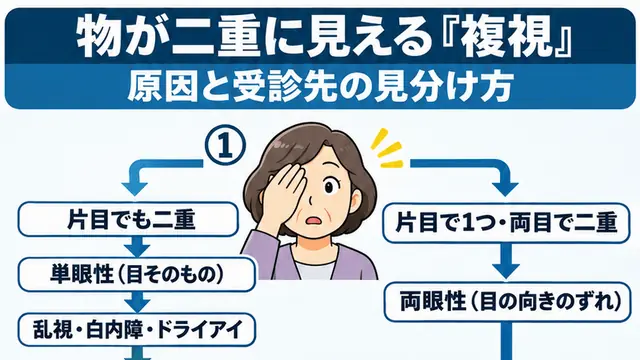 物が二重に見える『複視』
原因と受診先の見分け方
①
片目でも二重
単眼性（目そのもの）
乱視・白内障・ドライアイ
片目で1つ・両目で二重
両眼性（目の向きのずれ）